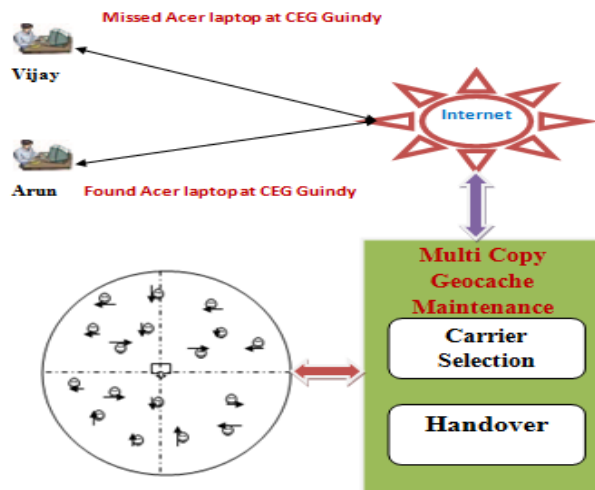 Missed Acer laptop at CEG Guindy
Vijay
Internet
Arun
Found Acer laptop at CEG Guindy
Multi Copy
Geocache
Maintenance
Carrier
Selection
Handover